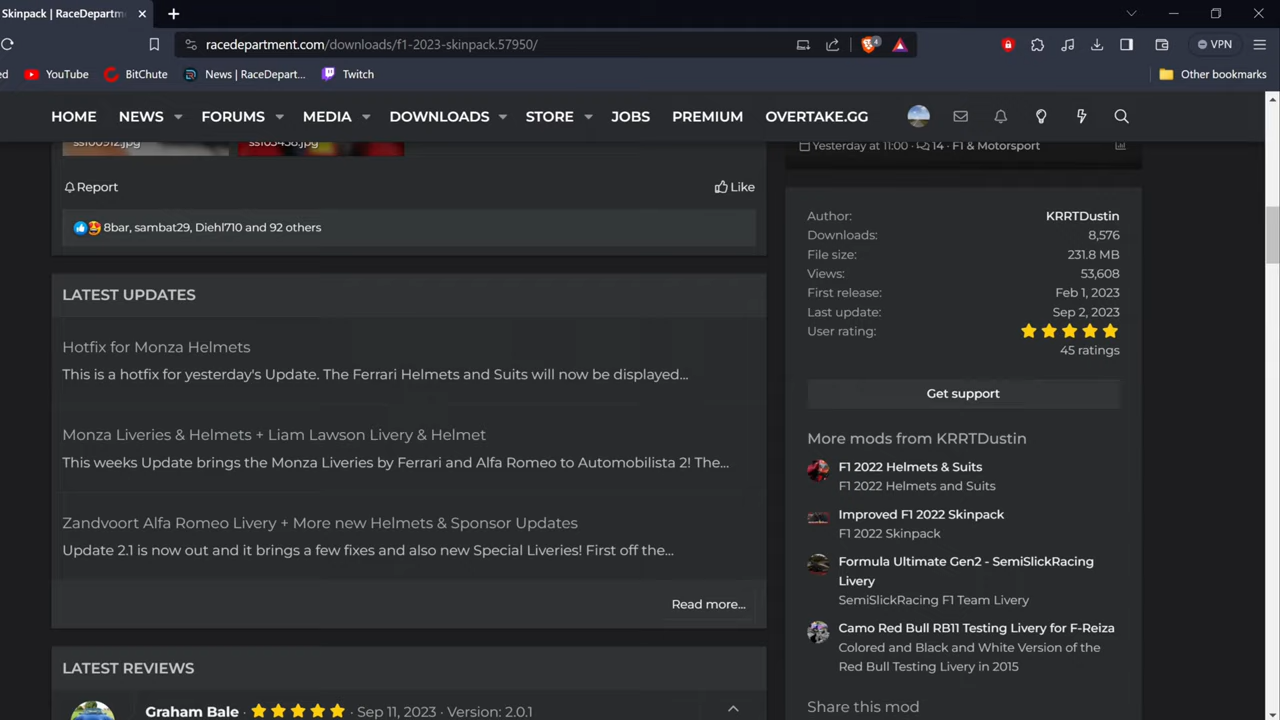 Skinpack | RaceDepartm
racedepartment.com/downloads/f1-2023-skinpack.57950/
4
VPN
d
YouTube
BitChute
News | RaceDepart...
Twitch
Other bookmarks
HOME
NEWS
FORUMS
MEDIA
DOWNLOADS
STORE
JOBS
PREMIUM
OVERTAKE.GG
ss100912.jpg
Report
Like
8bar, sambat29, Diehl710 and 92 others
LATEST UPDATES
Hotfix for Monza Helmets
This is a hotfix for yesterday's Update. The Ferrari Helmets and Suits will now be displayed...
Monza Liveries & Helmets + Liam Lawson Livery & Helmet
This weeks Update brings the Monza Liveries by Ferrari and Alfa Romeo to Automobilista 2! The...
Zandvoort Alfa Romeo Livery + More new Helmets & Sponsor Updates
Update 2.1 is now out and it brings a few fixes and also new Special Liveries! First off the...
Read more...
LATEST REVIEWS
Graham Bale · ★★★★★ · Sep 11, 2023 · Version: 2.0.1
Yesterday at 11:00 · 14 · F1 & Motorsport
Author: KRRTDustin
Downloads: 8,576
File size: 231.8 MB
Views: 53,608
First release: Feb 1, 2023
Last update: Sep 2, 2023
User rating: ★★★★★
45 ratings
Get support
More mods from KRRTDustin
F1 2022 Helmets & Suits
F1 2022 Helmets and Suits
Improved F1 2022 Skinpack
F1 2022 Skinpack
Formula Ultimate Gen2 - SemiSlickRacing
Livery
SemiSlickRacing F1 Team Livery
Camo Red Bull RB11 Testing Livery for F-Reiza
Colored and Black and White Version of the
Red Bull Testing Livery in 2015
Share this mod